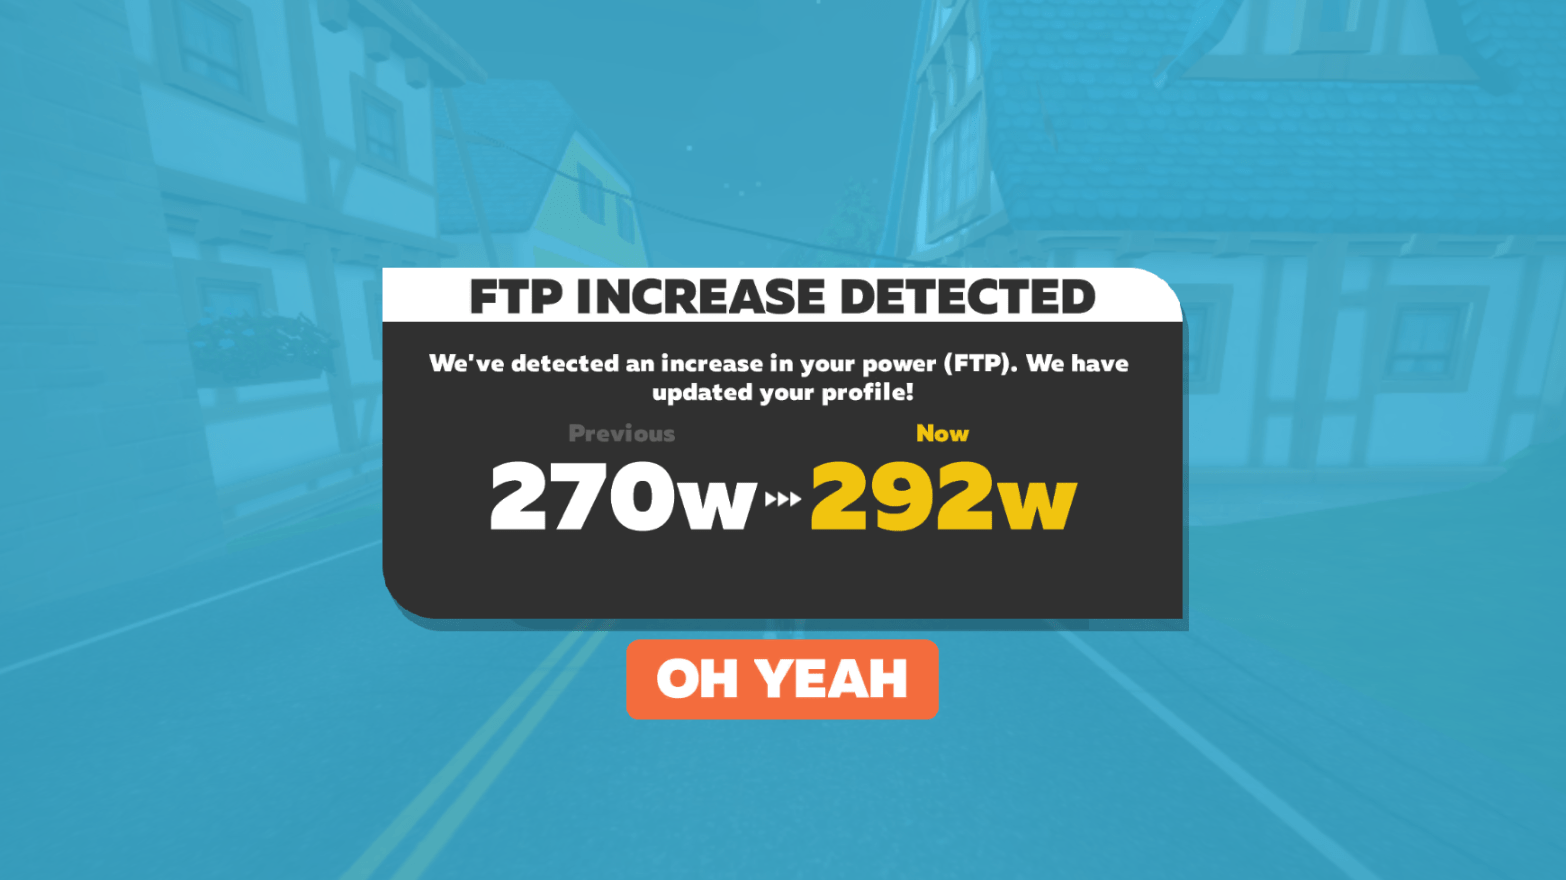 FTP INCREASE DETECTED
We've detected an increase in your power (FTP). We have
updated your profile!
Previous
Now
270w
292w
OH YEAH